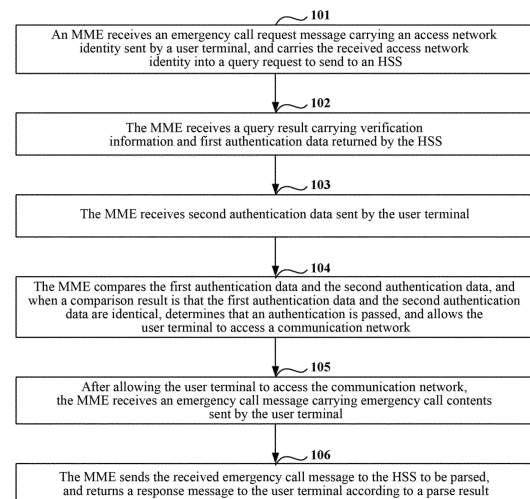 101
An MME receives an emergency call request message carrying an access network
identity sent by a user terminal, and carries the received access network
identity into a query request to send to an HSS
102
The MME receives a query result carrying verification
information and first authentication data returned by the HSS
103
The MME receives second authentication data sent by the user terminal
104
The MME compares the first authentication data and the second authentication data, and
when a comparison result is that the first authentication data and the second authentication
data are identical, determines that an authentication is passed, and allows the
user terminal to access a communication network
105
After allowing the user terminal to access the communication network,
the MME receives an emergency call message carrying emergency call contents
sent by the user terminal
106
The MME sends the received emergency call message to the HSS to be parsed,
and returns a response message to the user terminal according to a parse result